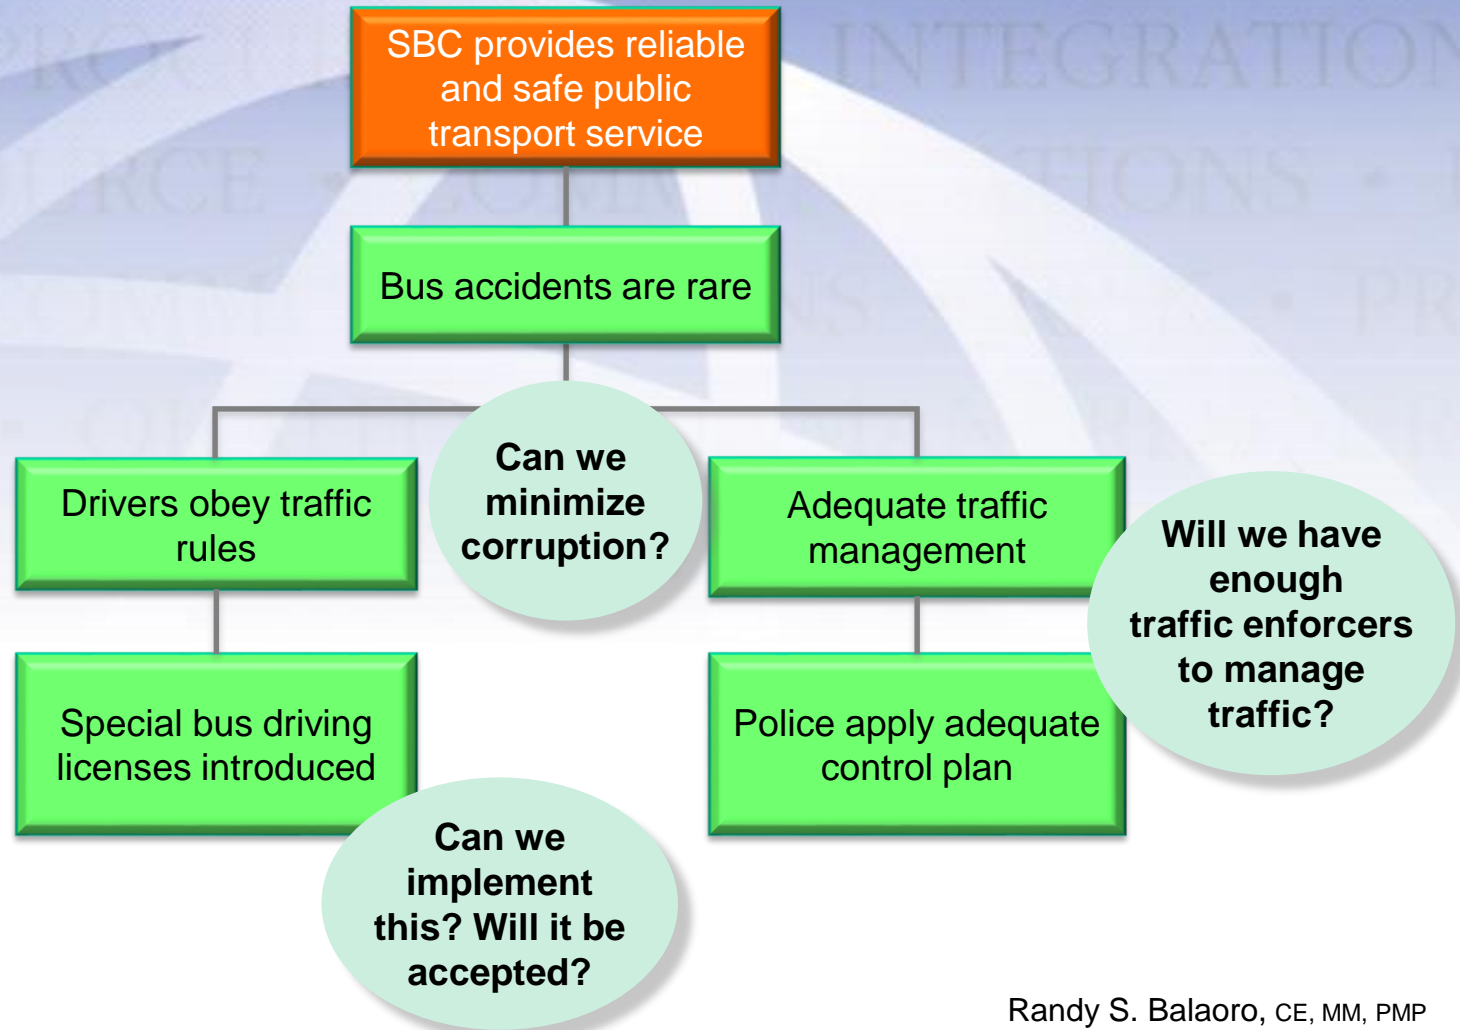 SBC provides reliable
and safe public
transport service
Bus accidents are rare
Drivers obey traffic
rules
Can we
minimize
corruption?
Adequate traffic
management
Will we have
enough
traffic enforcers
to manage
traffic?
Special bus driving
licenses introduced
Police apply adequate
control plan
Can we
implement
this? Will it be
accepted?
Randy S. Balaoro, CE, MM, PMP
INTEGRATION